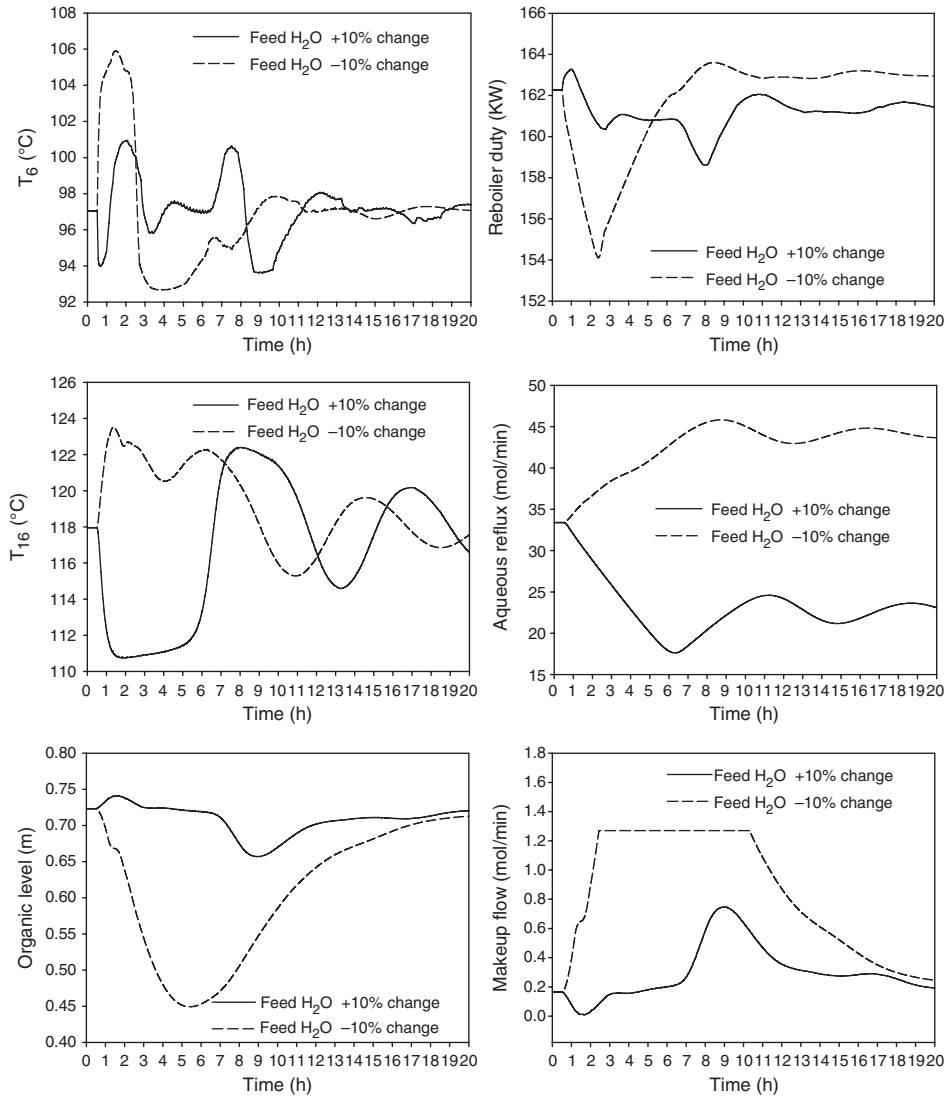 108
106
104
102
100
98
96
94
92
T6 (°C)
Feed H2O +10% change
Feed H2O –10% change
0 1 2 3 4 5 6 7 8 9 10 11 12 13 14 15 16 17 18 19 20
Time (h)
166
164
162
160
158
156
154
152
Reboiler duty (KW)
Feed H2O +10% change
Feed H2O –10% change
0 1 2 3 4 5 6 7 8 9 10 11 12 13 14 15 16 17 18 19 20
Time (h)
126
124
122
120
118
116
114
112
110
T16 (°C)
Feed H2O +10% change
Feed H2O –10% change
0 1 2 3 4 5 6 7 8 9 10 11 12 13 14 15 16 17 18 19 20
Time (h)
50
45
40
35
30
25
20
15
Aqueous reflux (mol/min)
Feed H2O +10% change
Feed H2O –10% change
0 1 2 3 4 5 6 7 8 9 10 11 12 13 14 15 16 17 18 19 20
Time (h)
0.80
0.75
0.70
0.65
0.60
0.55
0.50
0.45
0.40
Organic level (m)
Feed H2O +10% change
Feed H2O –10% change
0 1 2 3 4 5 6 7 8 9 10 11 12 13 14 15 16 17 18 19 20
Time (h)
1.8
1.6
1.4
1.2
1.0
0.8
0.6
0.4
0.2
0.0
Makeup flow (mol/min)
Feed H2O +10% change
Feed H2O –10% change
0 1 2 3 4 5 6 7 8 9 10 11 12 13 14 15 16 17 18 19 20
Time (h)